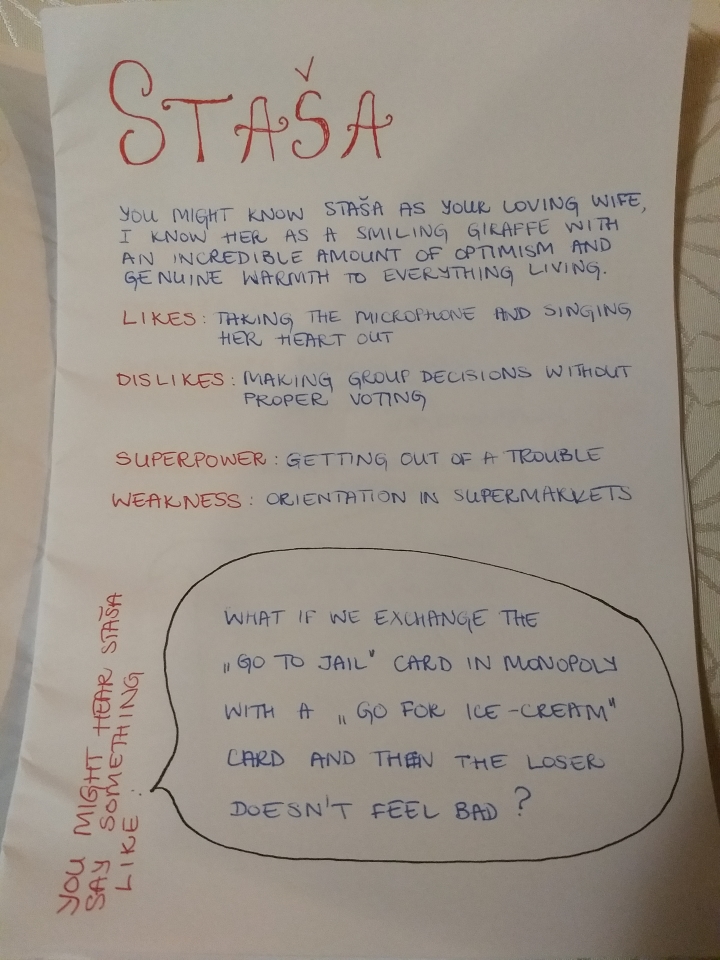 STAŠA
YOU MIGHT KNOW STAŠA AS YOUR LOVING WIFE,
I KNOW HER AS A SMILING GIRAFFE WITH
AN INCREDIBLE AMOUNT OF OPTIMISM AND
GENUINE WARMTH TO EVERYTHING LIVING.
LIKES: TAKING THE MICROPHONE AND SINGING
HER HEART OUT
DISLIKES: MAKING GROUP DECISIONS WITHOUT
PROPER VOTING
SUPERPOWER: GETTING OUT OF A TROUBLE
WEAKNESS: ORIENTATION IN SUPERMARKETS
YOU MIGHT HEAR STAŠA
SAY SOMETHING
LIKE:
WHAT IF WE EXCHANGE THE
„GO TO JAIL" CARD IN MONOPOLY
WITH A „GO FOR ICE-CREAM"
CARD AND THEN THE LOSER
DOESN'T FEEL BAD?